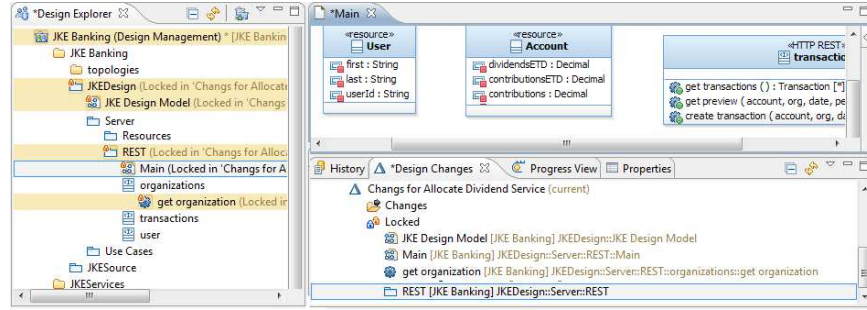 *Design Explorer
JKE Banking (Design Management) * [JKE Bankin
JKE Banking
topologies
JKEDesign (Locked in 'Changs for Allocate
JKE Design Model (Locked in 'Changs
Server
Resources
REST (Locked in 'Changs for Alloc
Main (Locked in 'Changs for A
organizations
get organization (Locked in
transactions
user
Use Cases
JKESource
JKEServices
*Main
«resource»
User
first : String
last : String
userId : String
«resource»
Account
dividendsETD : Decimal
contributionsETD : Decimal
contributions : Decimal
«HTTP REST»
transactic
get transactions () : Transaction [*]
get preview ( account, org, date, pe
create transaction ( account, org, da
History *Design Changes Progress View Properties
Changs for Allocate Dividend Service (current)
Changes
Locked
JKE Design Model [JKE Banking] JKEDesign::JKE Design Model
Main [JKE Banking] JKEDesign::Server::REST::Main
get organization [JKE Banking] JKEDesign::Server::REST::organizations::get organization
REST [JKE Banking] JKEDesign::Server::REST